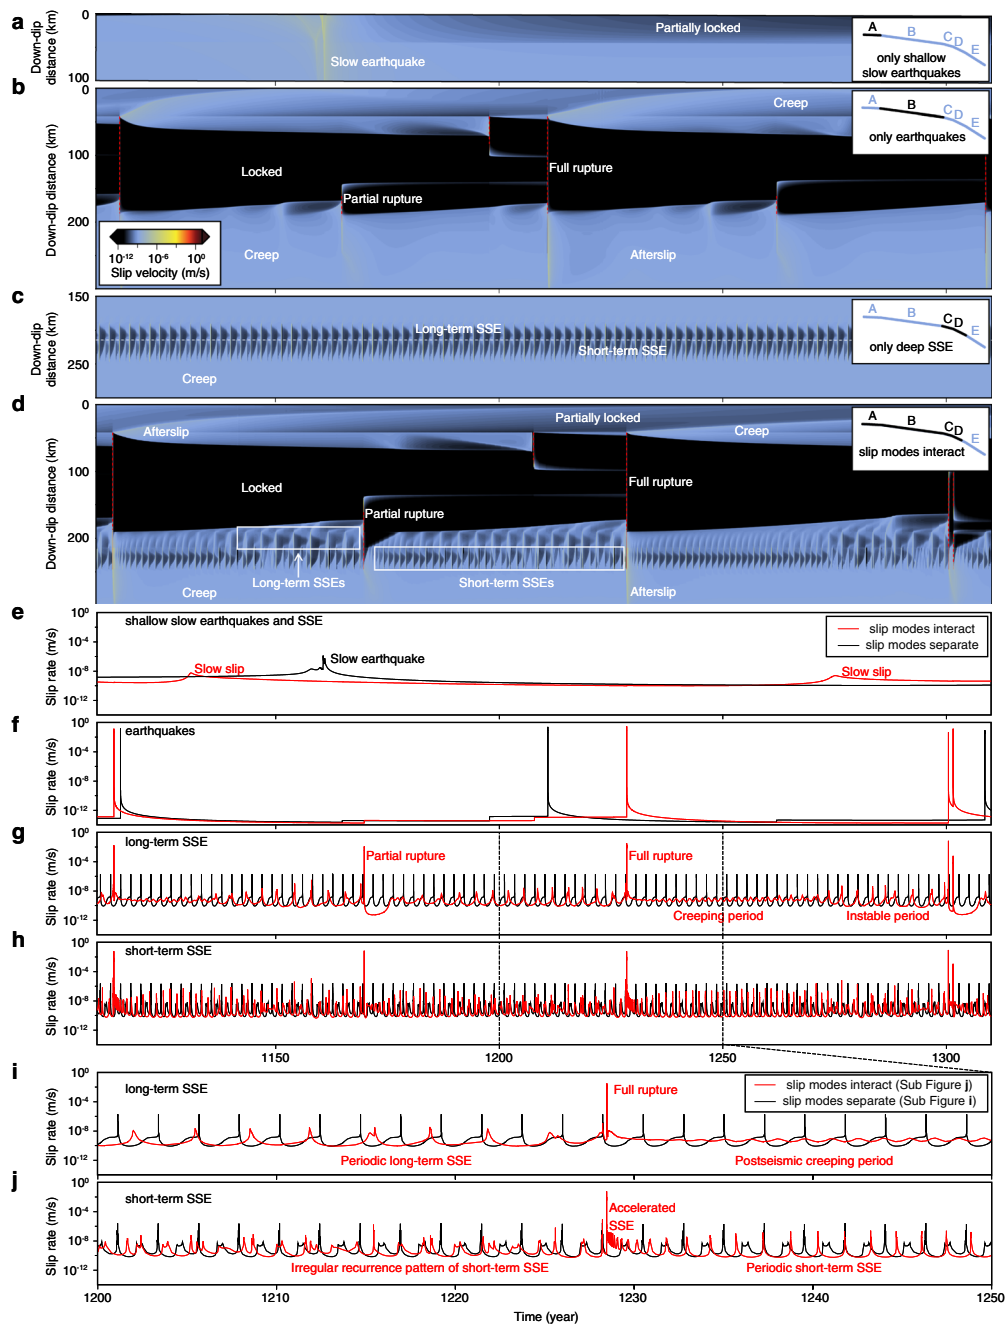 a
Down-dip
distance (km)
0
100
Partially locked
Slow earthquake
A
B
C
D
E
only shallow
slow earthquakes
b
Down-dip distance (km)
0
100
200
Creep
Locked
Partial rupture
Full rupture
Creep
Afterslip
10⁻¹² 10⁻⁶ 10⁰
Slip velocity (m/s)
A
B
C
D
E
only earthquakes
c
Down-dip
distance (km)
150
250
Long-term SSE
Short-term SSE
Creep
A
B
C
D
E
only deep SSE
d
Down-dip distance (km)
0
100
200
Partially locked
Afterslip
Creep
Locked
Full rupture
Partial rupture
Long-term SSEs
Short-term SSEs
Creep
Afterslip
A
B
C
D
E
slip modes interact
e
Slip rate (m/s)
10⁰
10⁻⁴
10⁻⁸
10⁻¹²
shallow slow earthquakes and SSE
slip modes interact
slip modes separate
Slow slip
Slow earthquake
Slow slip
f
Slip rate (m/s)
10⁰
10⁻⁴
10⁻⁸
10⁻¹²
earthquakes
g
Slip rate (m/s)
10⁰
10⁻⁴
10⁻⁸
10⁻¹²
long-term SSE
Partial rupture
Full rupture
Creeping period
Instable period
h
Slip rate (m/s)
10⁰
10⁻⁴
10⁻⁸
10⁻¹²
short-term SSE
1150
1200
1250
1300
i
Slip rate (m/s)
10⁰
10⁻⁴
10⁻⁸
10⁻¹²
long-term SSE
Full rupture
slip modes interact (Sub Figure j)
slip modes separate (Sub Figure i)
Periodic long-term SSE
Postseismic creeping period
j
Slip rate (m/s)
10⁰
10⁻⁴
10⁻⁸
10⁻¹²
short-term SSE
Accelerated
SSE
Irregular recurrence pattern of short-term SSE
Periodic short-term SSE
1200
1210
1220
1230
1240
1250
Time (year)